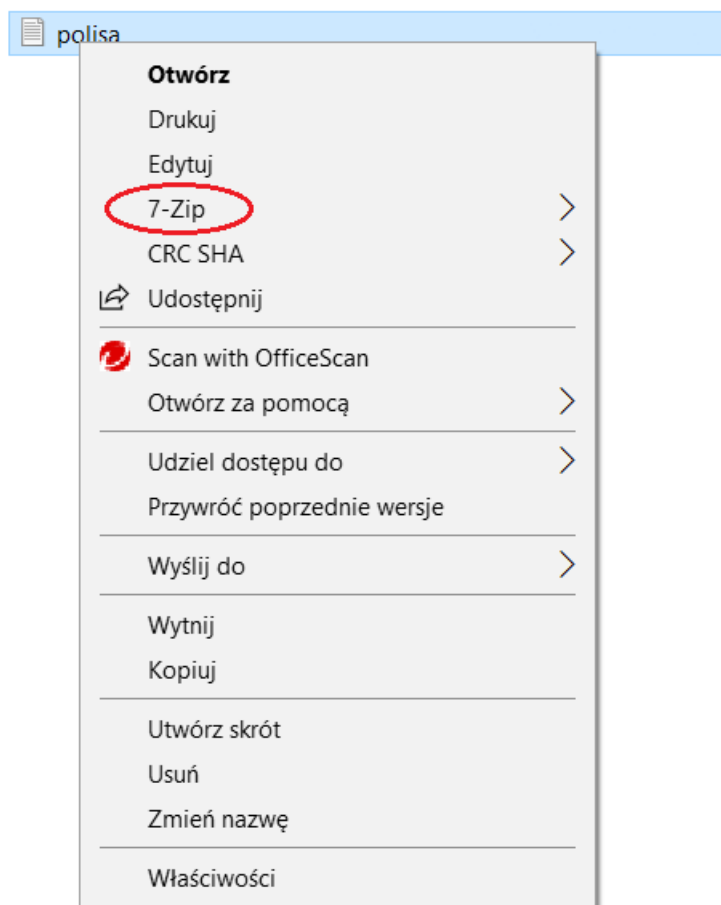 polisa
Otwórz
Drukuj
Edytuj
7-Zip
CRC SHA
Udostępnij
Scan with OfficeScan
Otwórz za pomocą
Udziel dostępu do
Przywróć poprzednie wersje
Wyślij do
Wytnij
Kopiuj
Utwórz skrót
Usuń
Zmień nazwę
Właściwości